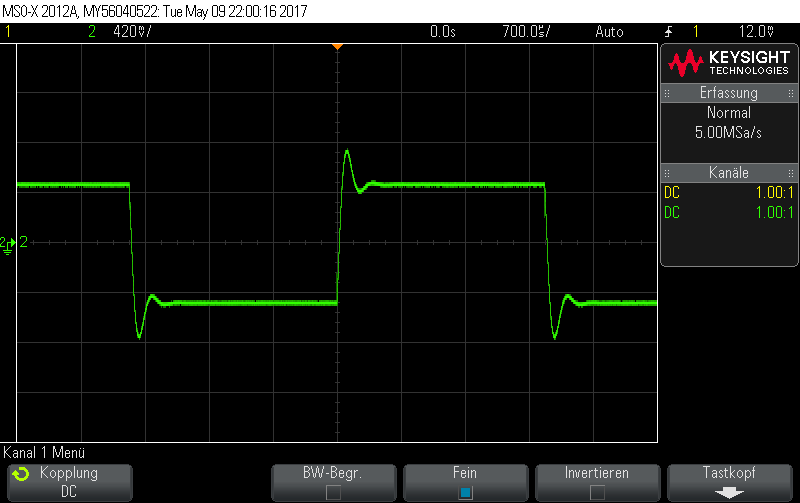 MSO-X 2012A, MY56040522: Tue May 09 22:00:16 2017
1 2 420mV/ 0.0s 700.0us/ Auto 1 12.0V
KEYSIGHT
TECHNOLOGIES
Erfassung
Normal
5.00MSa/s
Kanäle
DC 1.00:1
DC 1.00:1
2 2
Kanal 1 Menü
Kopplung
DC
BW-Begr.
Fein
Invertieren
Tastkopf